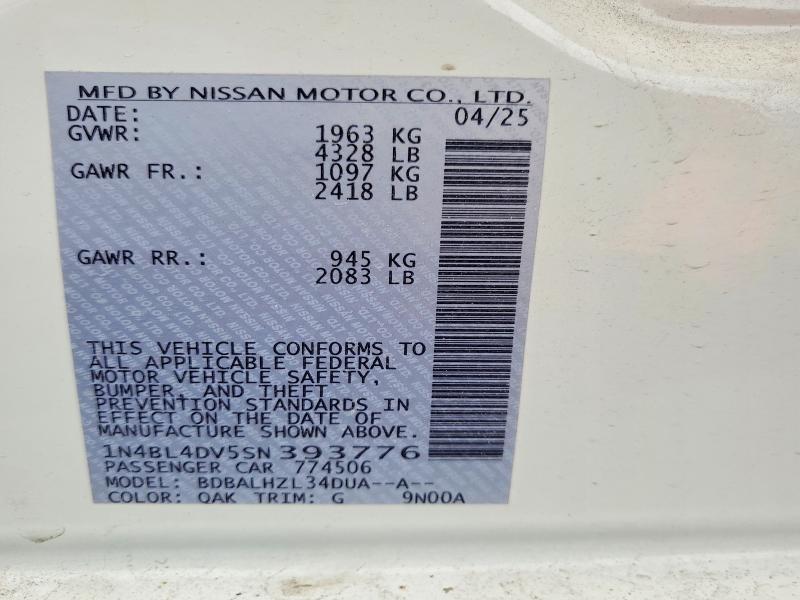 MFD BY NISSAN MOTOR CO., LTD.
DATE: 04/25
GVWR: 1963 KG
4328 LB
GAWR FR.: 1097 KG
2418 LB
GAWR RR.: 945 KG
2083 LB
THIS VEHICLE CONFORMS TO
ALL APPLICABLE FEDERAL
MOTOR VEHICLE SAFETY,
BUMPER, AND THEFT
PREVENTION STANDARDS IN
EFFECT ON THE DATE OF
MANUFACTURE SHOWN ABOVE.
1N4BL4DV5SN393776
PASSENGER CAR 774506
MODEL: BDBALHZL34DUA--A--
COLOR: QAK TRIM: G 9N00A